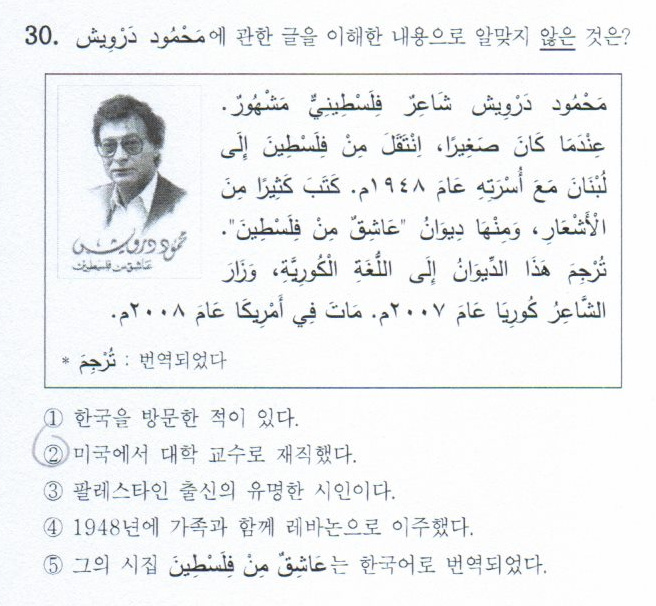 30. مَحْمُود دَرْوِيش에 관한 글을 이해한 내용으로 알맞지 않은 것은?
مَحْمُود دَرْوِيش شَاعِرٌ فِلَسْطِينِيٌّ مَشْهُورٌ.
عِنْدَمَا كَانَ صَغِيرًا، اِنْتَقَلَ مِنْ فِلَسْطِينَ إِلَى
لُبْنَانَ مَعَ أُسْرَتِهِ عَامَ ١٩٤٨م. كَتَبَ كَثِيرًا مِنَ
الْأَشْعَارِ، وَمِنْهَا دِيوَانُ "عَاشِقٌ مِنْ فِلَسْطِينَ".
تُرْجِمَ هَذَا الدِّيوَانُ إِلَى اللُّغَةِ الْكُورِيَّةِ، وَزَارَ
الشَّاعِرُ كُورِيَا عَامَ ٢٠٠٧م. مَاتَ فِي أَمْرِيكَا عَامَ ٢٠٠٨م.
محمود درويش
عاشق من فلسطين
* تُرْجِمَ : 번역되었다
① 한국을 방문한 적이 있다.
② 미국에서 대학 교수로 재직했다.
③ 팔레스타인 출신의 유명한 시인이다.
④ 1948년에 가족과 함께 레바논으로 이주했다.
⑤ 그의 시집 عَاشِقٌ مِنْ فِلَسْطِينَ는 한국어로 번역되었다.